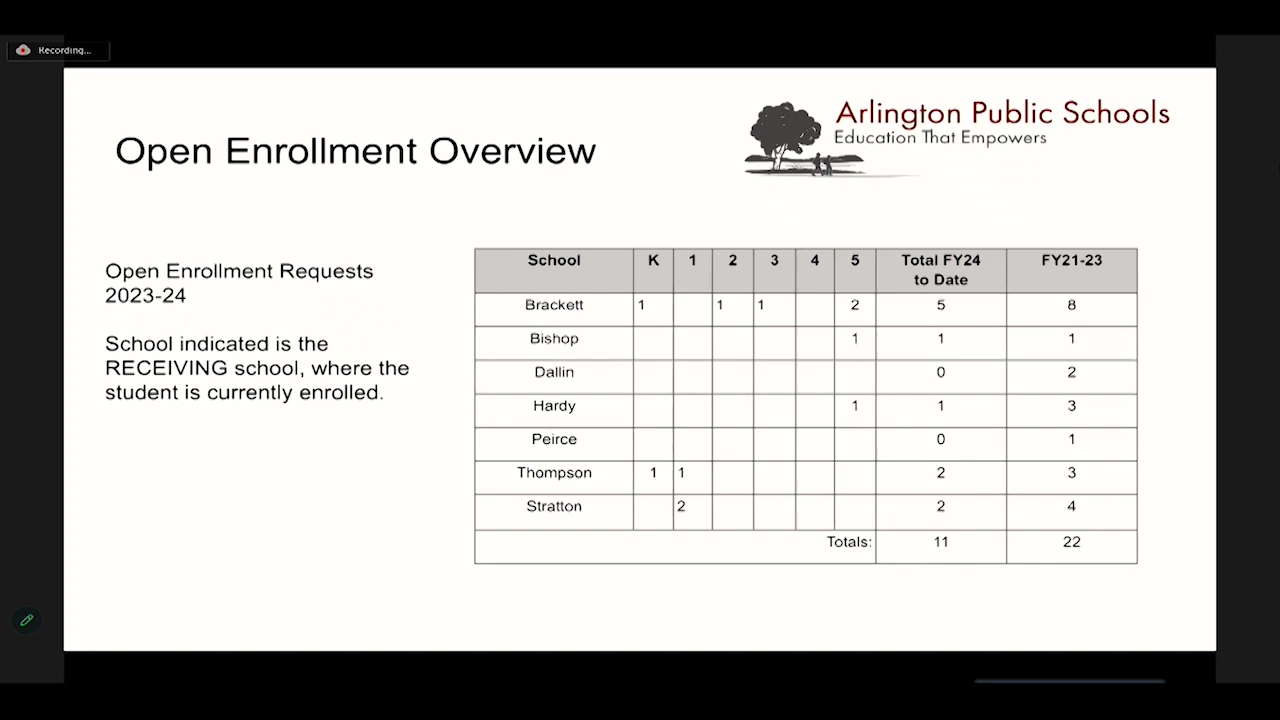 Recording...
Arlington Public Schools
Education That Empowers
Open Enrollment Overview
Open Enrollment Requests
2023-24
School indicated is the
RECEIVING school, where the
student is currently enrolled.
School K 1 2 3 4 5 Total FY24 to Date FY21-23
Brackett 1 1 1 2 5 8
Bishop 1 1 1
Dallin 0 2
Hardy 1 1 3
Peirce 0 1
Thompson 1 1 2 3
Stratton 2 2 4
Totals: 11 22